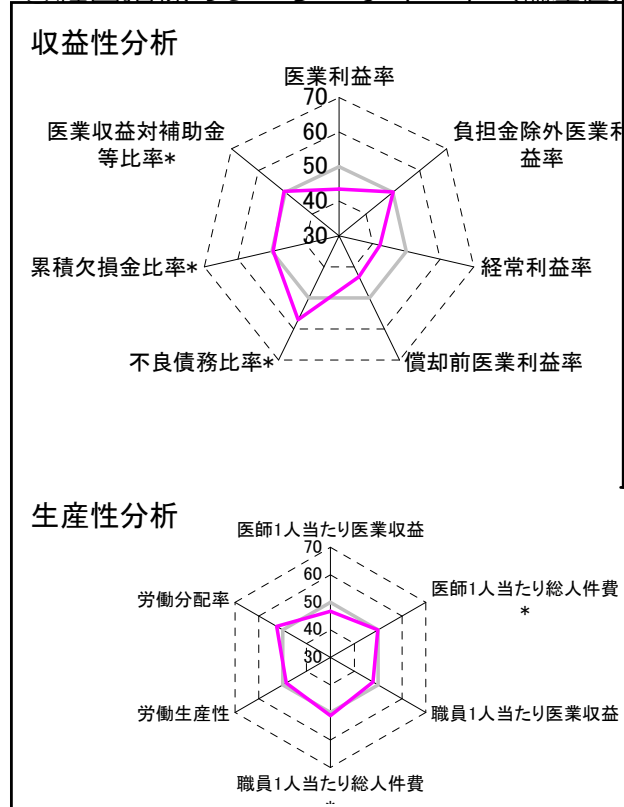 収益性分析
医業利益率
70
60
50
40
30
負担金除外医業利
益率
経常利益率
償却前医業利益率
不良債務比率*
累積欠損金比率*
医業収益対補助金
等比率*
生産性分析
医師1人当たり医業収益
70
60
50
40
30
医師1人当たり総人件費
*
職員1人当たり医業収益
職員1人当たり総人件費
*
労働生産性
労働分配率